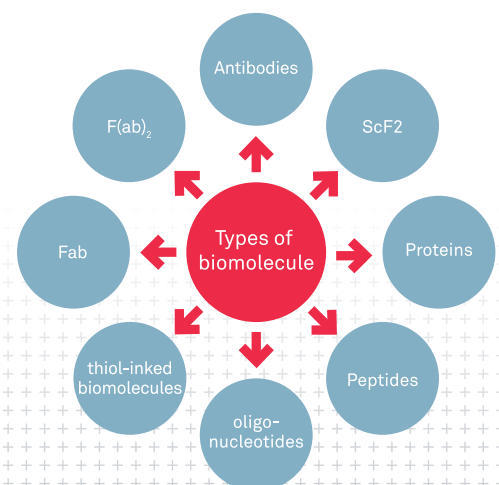 Antibodies
F(ab)₂
ScF2
Types of
biomolecule
Fab
Proteins
thiol-inked
biomolecules
Peptides
oligo-
nucleotides